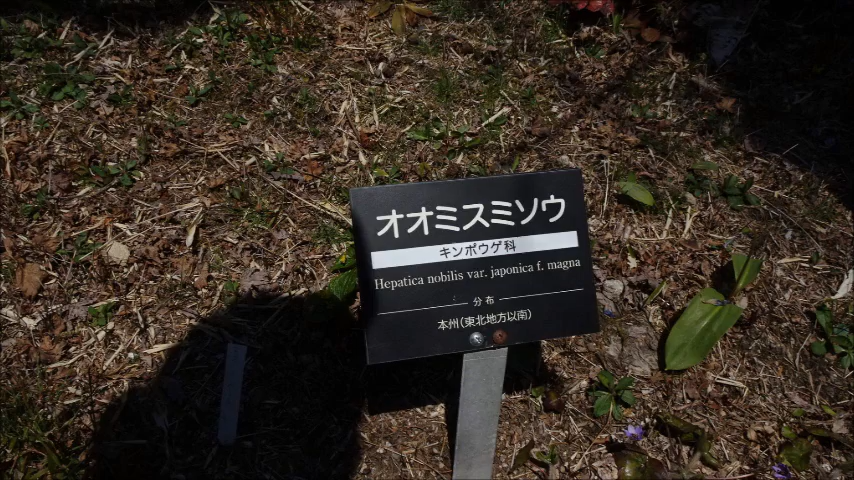 オオミスミソウ
キンポウゲ科
Hepatica nobilis var. japonica f. magna
分布
本州(東北地方以南)